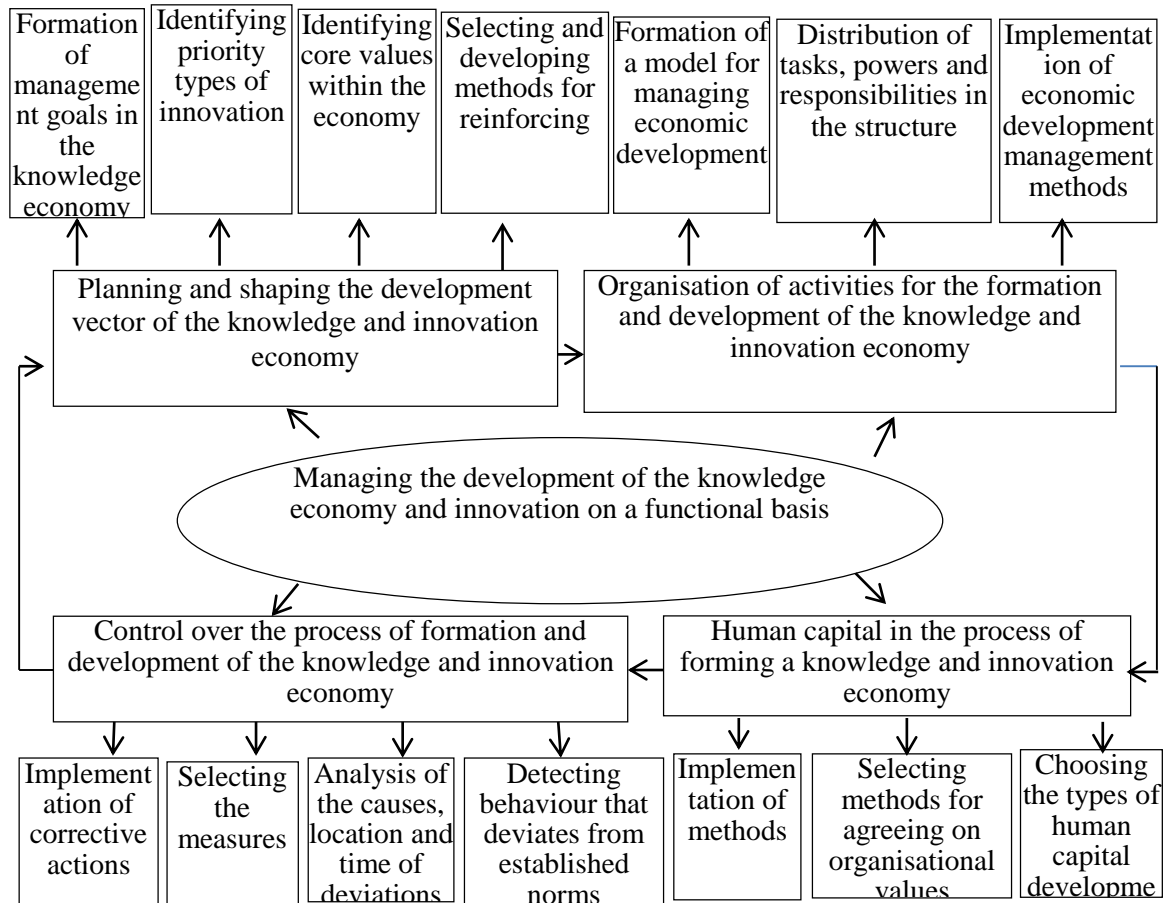 Formation
of
manageme
nt goals in
the
knowledge
economy
Identifying
priority
types of
innovation
Identifying
core values
within the
economy
Selecting and
developing
methods for
reinforcing
Formation of
a model for
managing
economic
development
Distribution of
tasks, powers and
responsibilities in
the structure
Implementat
ion of
economic
development
management
methods
Planning and shaping the development
vector of the knowledge and innovation
economy
Organisation of activities for the formation
and development of the knowledge and
innovation economy
Managing the development of the knowledge
economy and innovation on a functional basis
Control over the process of formation and
development of the knowledge and innovation
economy
Human capital in the process of
forming a knowledge and innovation
economy
Implement
ation of
corrective
actions
Selecting
the
measures
Analysis of
the causes,
location and
time of
deviations
Detecting
behaviour that
deviates from
established
norms
Implemen
tation of
methods
Selecting
methods for
agreeing on
organisational
values
Choosing
the types of
human
capital
developme